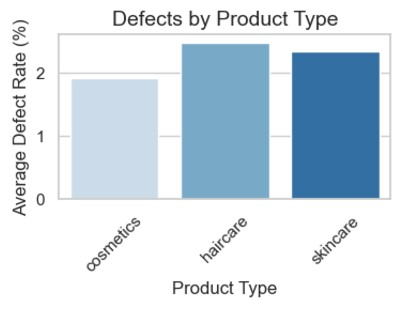 Defects by Product Type
Average Defect Rate (%)
2
1
0
cosmetics
haircare
skincare
Product Type